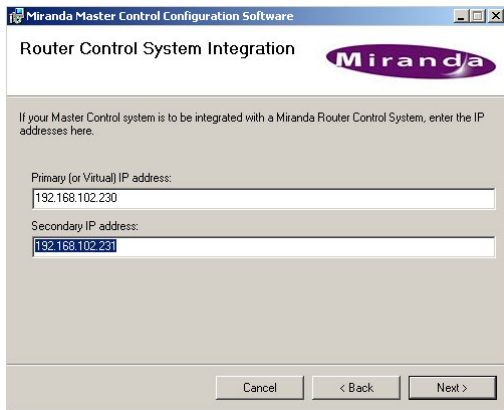 Miranda Master Control Configuration Software
Router Control System Integration
Miranda
If your Master Control system is to be integrated with a Miranda Router Control System, enter the IP
addresses here.
Primary (or Virtual) IP address:
192.168.102.230
Secondary IP address:
192.168.102.231
Cancel
< Back
Next >